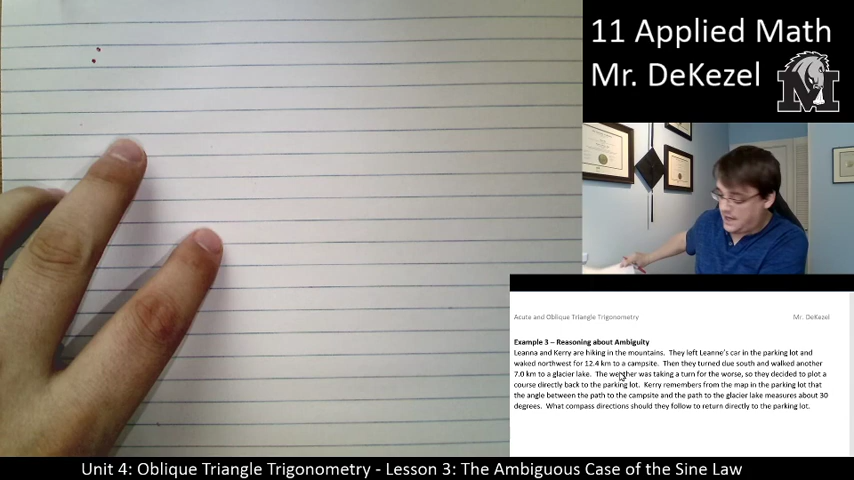 11 Applied Math
Mr. DeKezel
M
Acute and Oblique Triangle Trigonometry
Mr. DeKezel
Example 3 – Reasoning about Ambiguity
Leanna and Kerry are hiking in the mountains. They left Leanne's car in the parking lot and
waked northwest for 12.4 km to a campsite. Then they turned due south and walked another
7.0 km to a glacier lake. The weather was taking a turn for the worse, so they decided to plot a
course directly back to the parking lot. Kerry remembers from the map in the parking lot that
the angle between the path to the campsite and the path to the glacier lake measures about 30
degrees. What compass directions should they follow to return directly to the parking lot.
Unit 4: Oblique Triangle Trigonometry - Lesson 3: The Ambiguous Case of the Sine Law